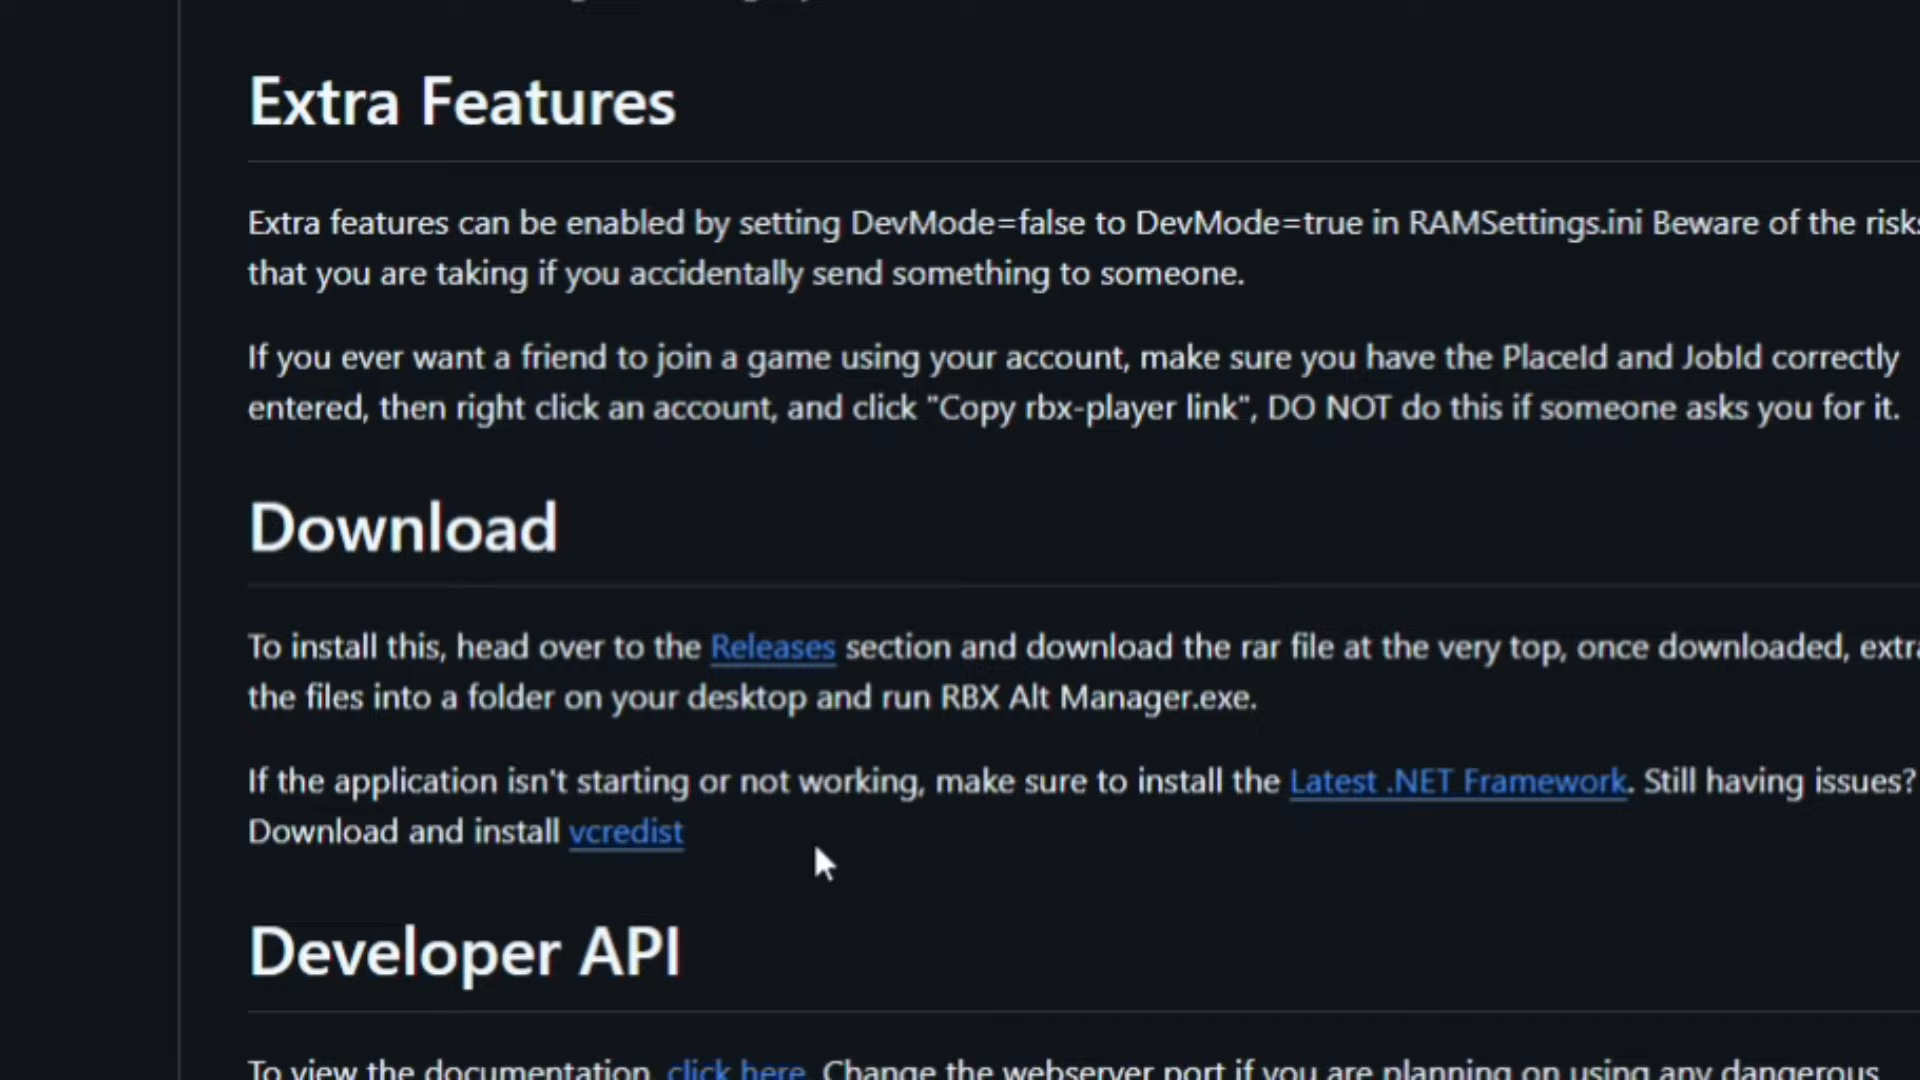 Extra Features
Extra features can be enabled by setting DevMode=false to DevMode=true in RAMSettings.ini Beware of the risks
that you are taking if you accidentally send something to someone.
If you ever want a friend to join a game using your account, make sure you have the PlaceId and JobId correctly
entered, then right click an account, and click "Copy rbx-player link", DO NOT do this if someone asks you for it.
Download
To install this, head over to the Releases section and download the rar file at the very top, once downloaded, extra
the files into a folder on your desktop and run RBX Alt Manager.exe.
If the application isn't starting or not working, make sure to install the Latest .NET Framework. Still having issues?
Download and install vcredist
Developer API
To view the documentation, click here. Change the webserver port if you are planning on using any dangerous